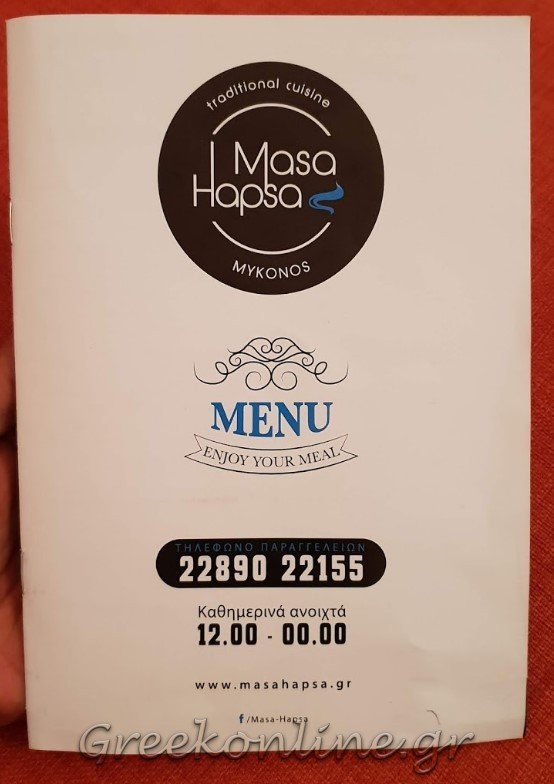 traditional cuisine
Masa
Hapsa
MYKONOS
MENU
ENJOY YOUR MEAL
ΤΗΛΕΦΩΝΟ ΠΑΡΑΓΓΕΛΕΙΩΝ
22890 22155
Καθημερινά ανοιχτά
12.00 - 00.00
www.masahapsa.gr
f /Masa-Hapsa
Greekonline.gr